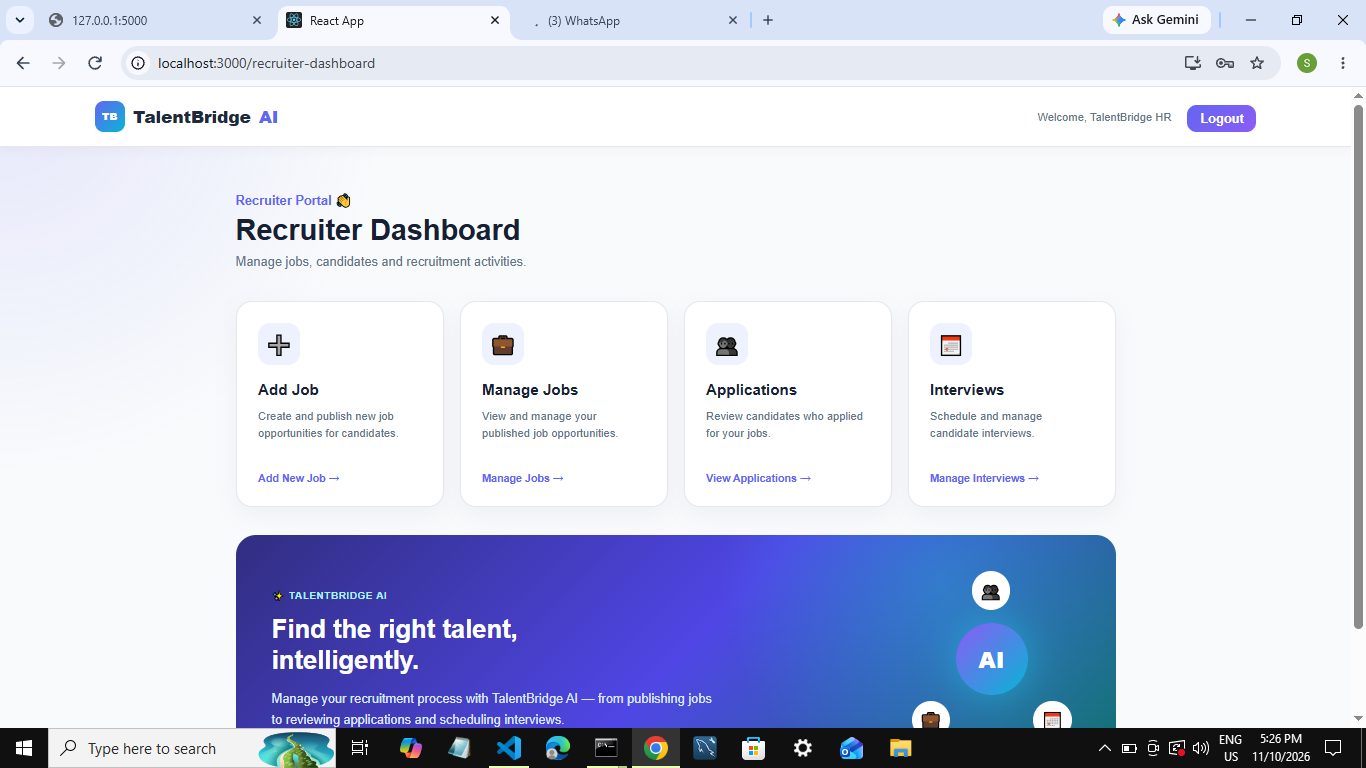 127.0.0.1:5000
React App
(3) WhatsApp
Ask Gemini
localhost:3000/recruiter-dashboard
S
TB
TalentBridge AI
Welcome, TalentBridge HR
Logout
Recruiter Portal
Recruiter Dashboard
Manage jobs, candidates and recruitment activities.
Add Job
Create and publish new job
opportunities for candidates.
Add New Job →
Manage Jobs
View and manage your
published job opportunities.
Manage Jobs →
Applications
Review candidates who applied
for your jobs.
View Applications →
Interviews
Schedule and manage
candidate interviews.
Manage Interviews →
TALENTBRIDGE AI
Find the right talent,
intelligently.
Manage your recruitment process with TalentBridge AI — from publishing jobs
to reviewing applications and scheduling interviews.
AI
Type here to search
ENG
US
5:26 PM
11/10/2026